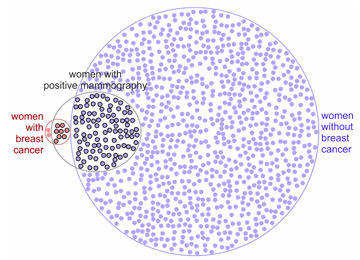 women with
positive mammography
women
with
breast
cancer
women
without
breast
cancer